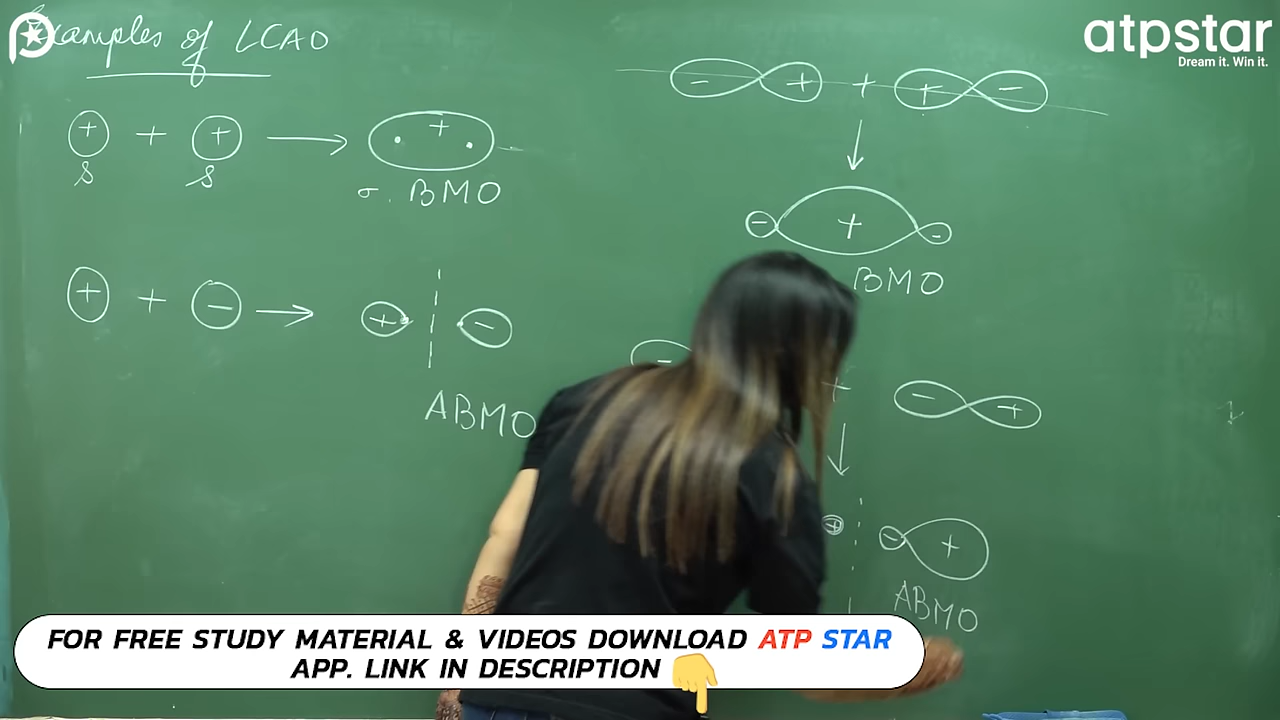 Examples of LCAO
atpstar
Dream it. Win it.
+ + + → +
s s
σ. BMO
+ + - → + -
ABMO
- + + + -
↓
- + -
BMO
- + - +
↓
+ - +
ABMO
FOR FREE STUDY MATERIAL & VIDEOS DOWNLOAD ATP STAR
APP. LINK IN DESCRIPTION